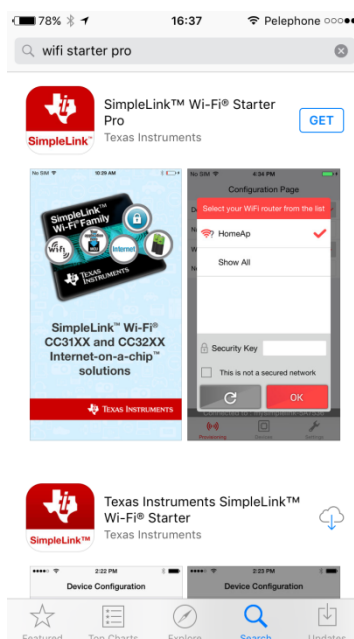 78% 16:37 Pelephone
wifi starter pro
SimpleLink™ Wi-Fi® Starter
Pro
Texas Instruments
GET
SimpleLink™
No SIM 10:29 AM
SimpleLink™
Wi-Fi® Family
WiFi
Internet
TEXAS
INSTRUMENTS
SimpleLink™ Wi-Fi®
CC31XX and CC32XX
Internet-on-a-chip™
solutions
TEXAS INSTRUMENTS
No SIM 4:34 PM
Configuration Page
Select your WiFi router from the list
HomeAp
Show All
Security Key
This is not a secured network
OK
Provisioning Devices Settings
Texas Instruments SimpleLink™
Wi-Fi® Starter
Texas Instruments
SimpleLink™
2:22 PM
Device Configuration
2:23 PM
Device Configuration
Featured Top Charts Explore Search Updates